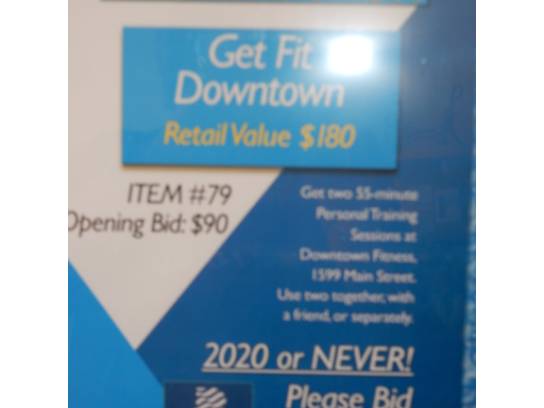 Get Fit
Downtown
Retail Value $180
ITEM #79
Opening Bid: $90
Get two 55-minute
Personal Training
Sessions at
Downtown Fitness,
1599 Main Street.
Use two together, with
a friend, or separately.
2020 or NEVER!
Please Bid